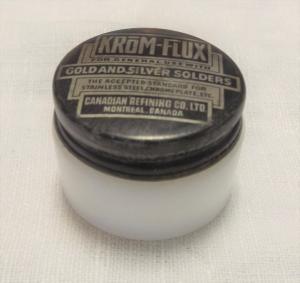 KROM-FLUX
FOR GENERAL USE WITH
GOLD AND SILVER SOLDERS
THE ACCEPTED STANDARD FOR
STAINLESS STEEL, CHROME PLATE, ETC.
CANADIAN REFINING CO. LTD.
MONTREAL, CANADA